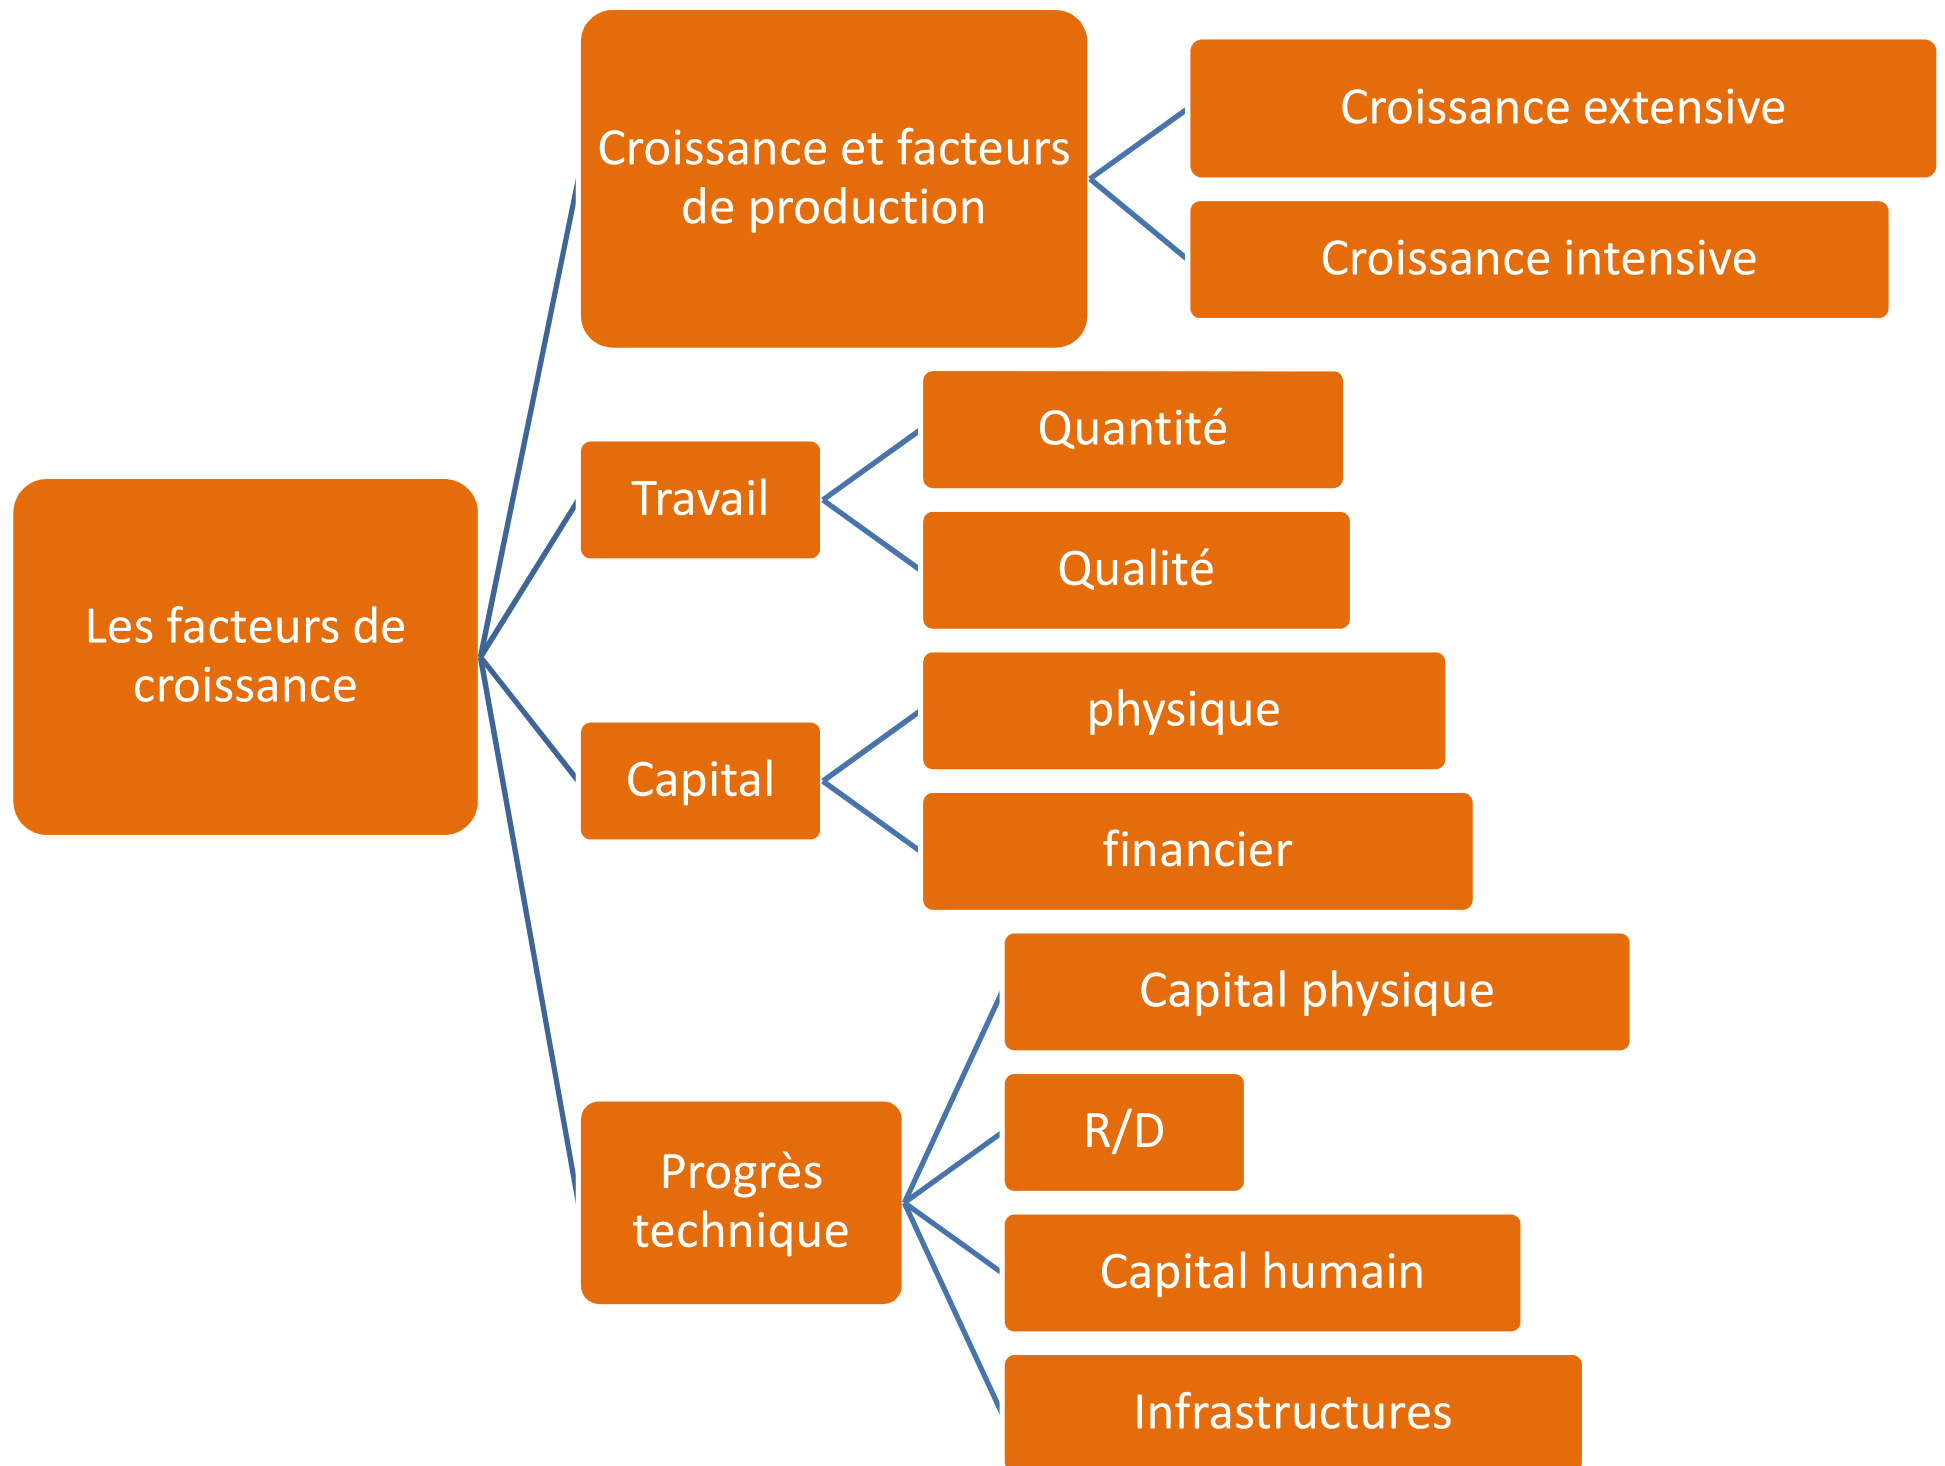 Croissance et facteurs
de production
Croissance extensive
Croissance intensive
Les facteurs de
croissance
Travail
Quantité
Qualité
Capital
physique
financier
Progrès
technique
Capital physique
R/D
Capital humain
Infrastructures